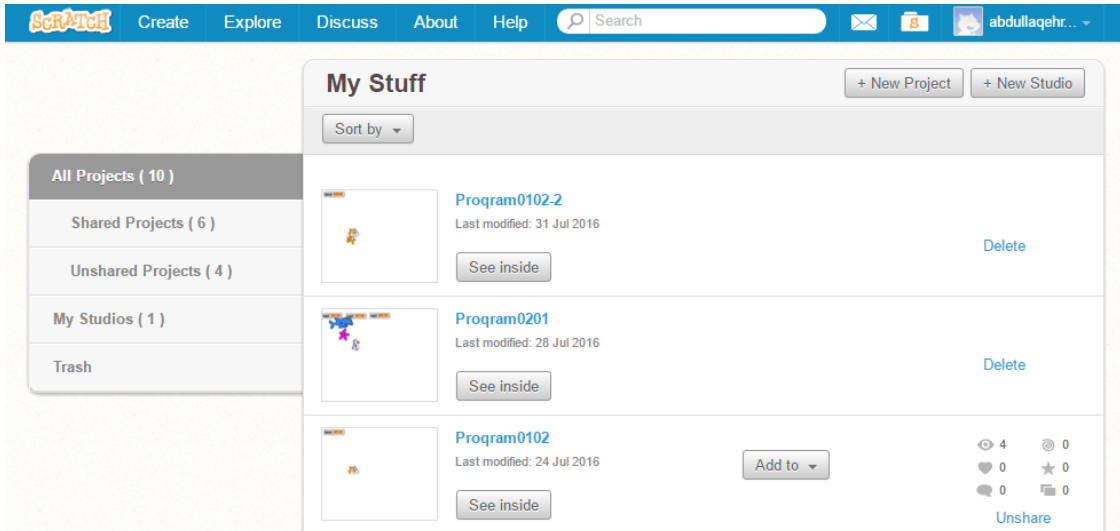 SCRATCH Create Explore Discuss About Help Search S abdullaqehr...
My Stuff + New Project + New Studio
Sort by
All Projects ( 10 )
Shared Projects ( 6 )
Unshared Projects ( 4 )
My Studios ( 1 )
Trash
Proqram0102-2
Last modified: 31 Jul 2016
See inside
Delete
Proqram0201
Last modified: 28 Jul 2016
See inside
Delete
Proqram0102
Last modified: 24 Jul 2016
See inside
Add to
4 0
0 0
0 0
Unshare